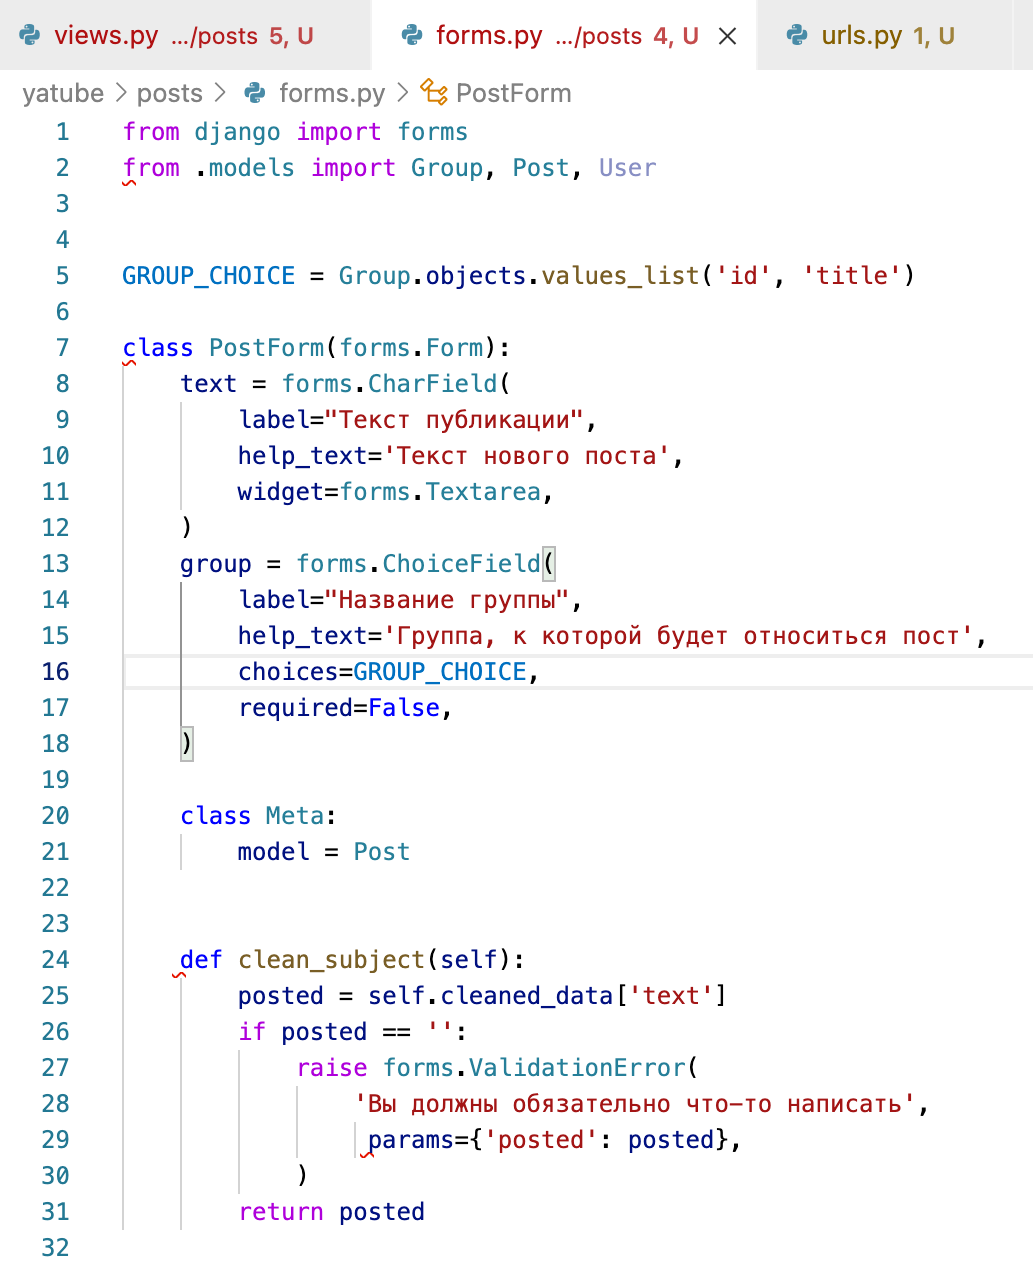 views.py .../posts 5, U forms.py .../posts 4, U urls.py 1, U
yatube > posts > forms.py > PostForm
1 from django import forms
2 from .models import Group, Post, User
3
4
5 GROUP_CHOICE = Group.objects.values_list('id', 'title')
6
7 class PostForm(forms.Form):
8     text = forms.CharField(
9         label="Текст публикации",
10         help_text='Текст нового поста',
11         widget=forms.Textarea,
12     )
13     group = forms.ChoiceField(
14         label="Название группы",
15         help_text='Группа, к которой будет относиться пост',
16         choices=GROUP_CHOICE,
17         required=False,
18     )
19
20     class Meta:
21         model = Post
22
23
24     def clean_subject(self):
25         posted = self.cleaned_data['text']
26         if posted == '':
27             raise forms.ValidationError(
28                 'Вы должны обязательно что-то написать',
29                  params={'posted': posted},
30             )
31         return posted
32